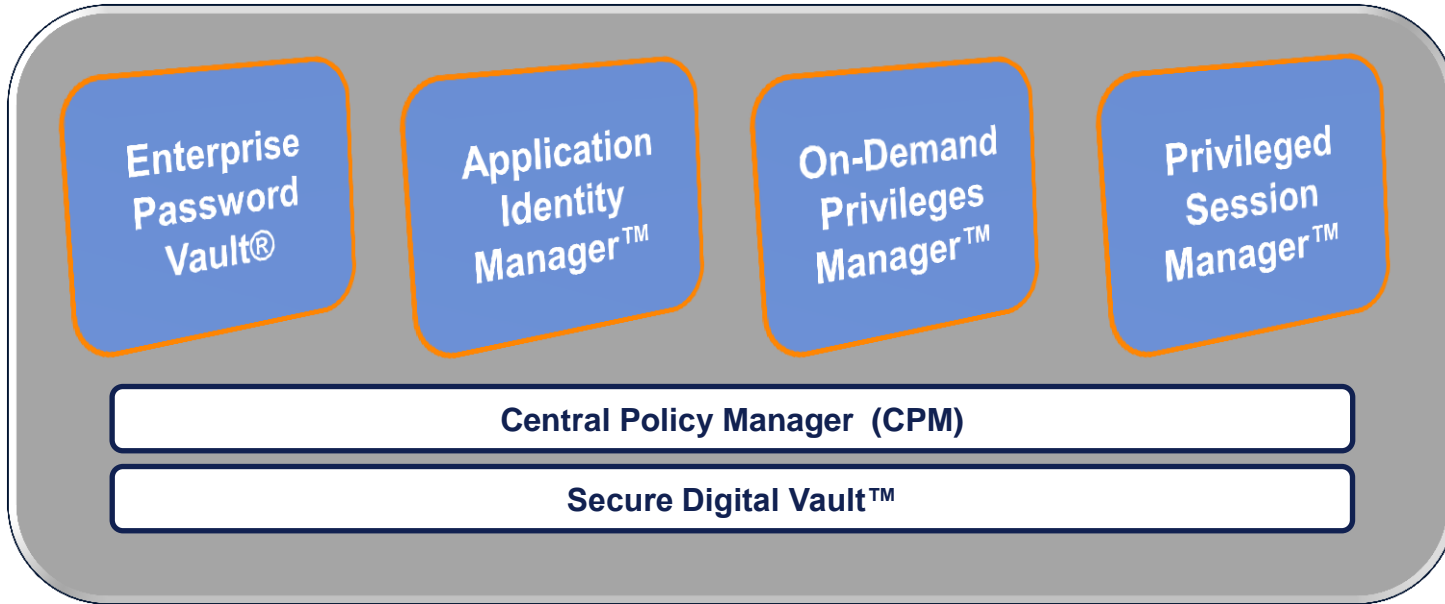 Enterprise
Password
Vault®
Application
Identity
Manager™
On-Demand
Privileges
Manager™
Privileged
Session
Manager™
Central Policy Manager (CPM)
Secure Digital Vault™